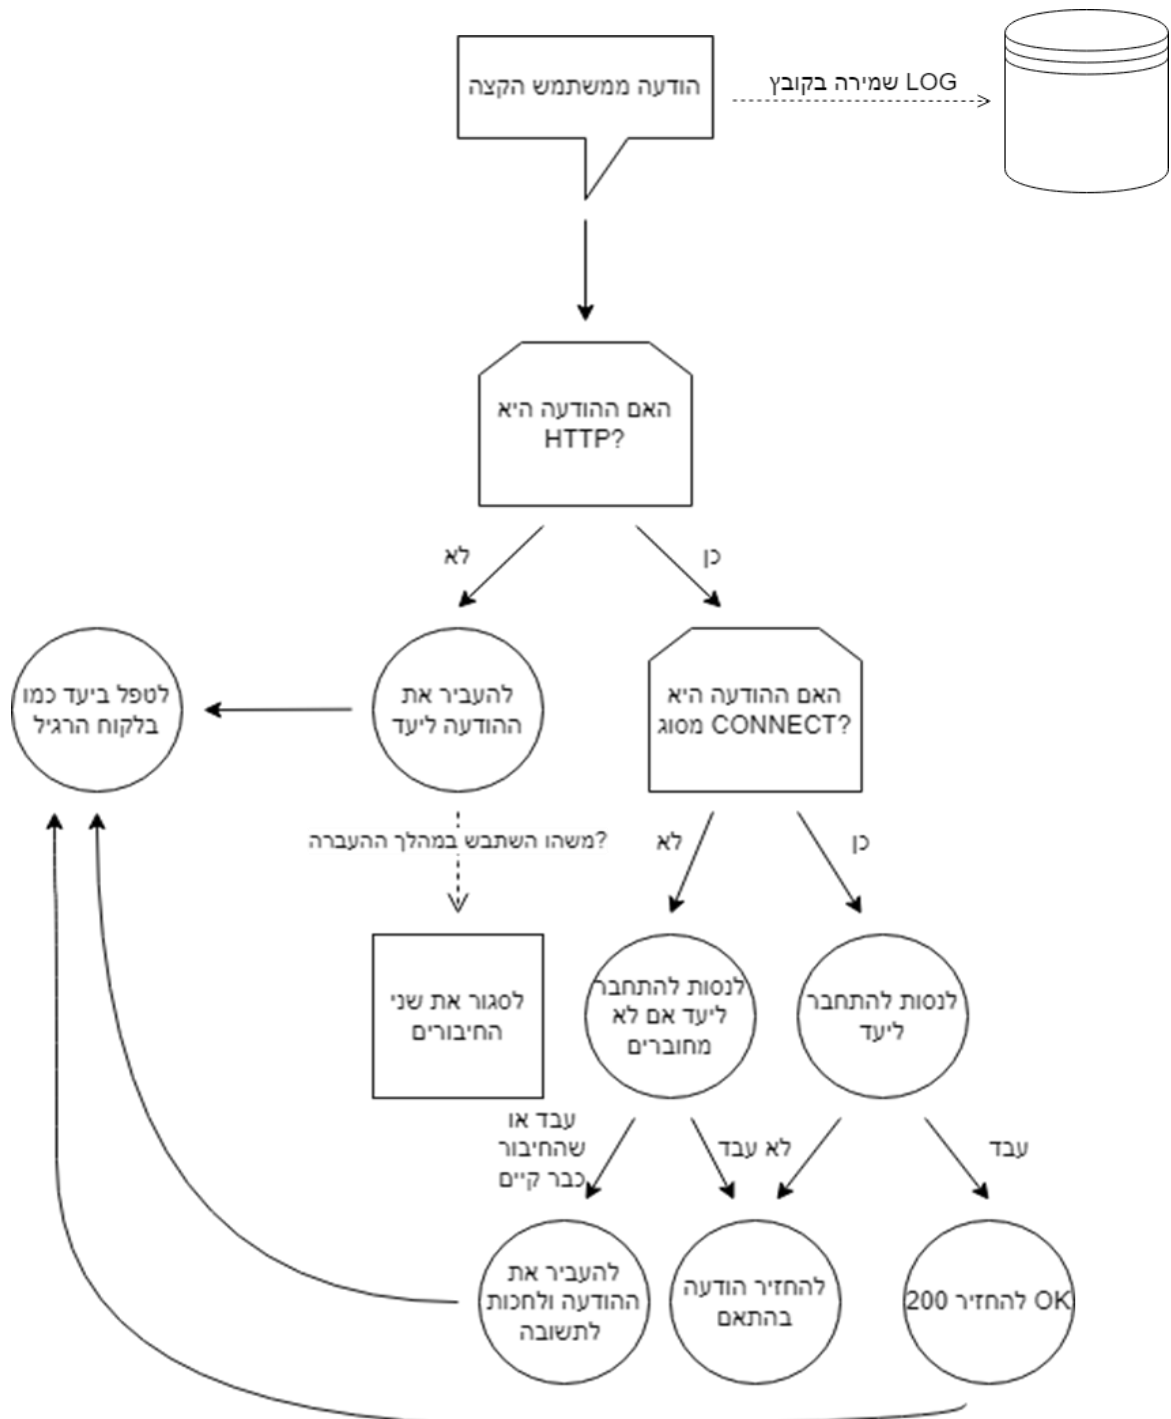 הודעה ממשתמש הקצה
שמירה בקובץ LOG
האם ההודעה היא
HTTP?
לא
כן
לטפל ביעד כמו
בלקוח הרגיל
להעביר את
ההודעה ליעד
האם ההודעה היא
מסוג CONNECT?
משהו השתבש במהלך ההעברה?
לא
כן
לסגור את שני
החיבורים
לנסות להתחבר
ליעד אם לא
מחוברים
לנסות להתחבר
ליעד
עבד או
שהחיבור
כבר קיים
לא עבד
עבד
להעביר את
ההודעה ולחכות
לתשובה
להחזיר הודעה
בהתאם
להחזיר 200 OK